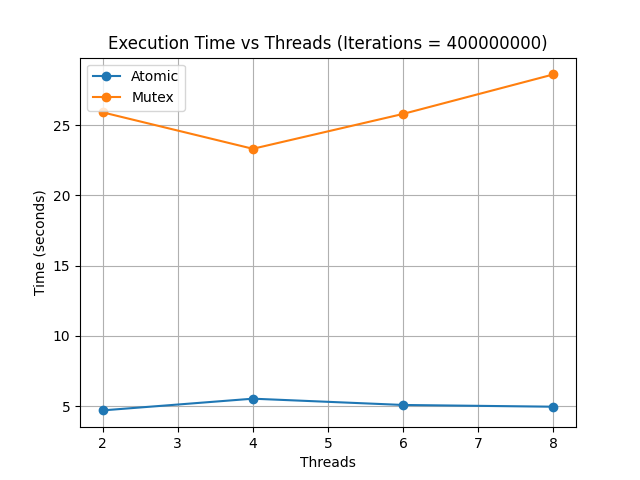 Execution Time vs Threads (Iterations = 400000000)
Atomic
Mutex
25
20
15
10
5
Time (seconds)
2 3 4 5 6 7 8
Threads